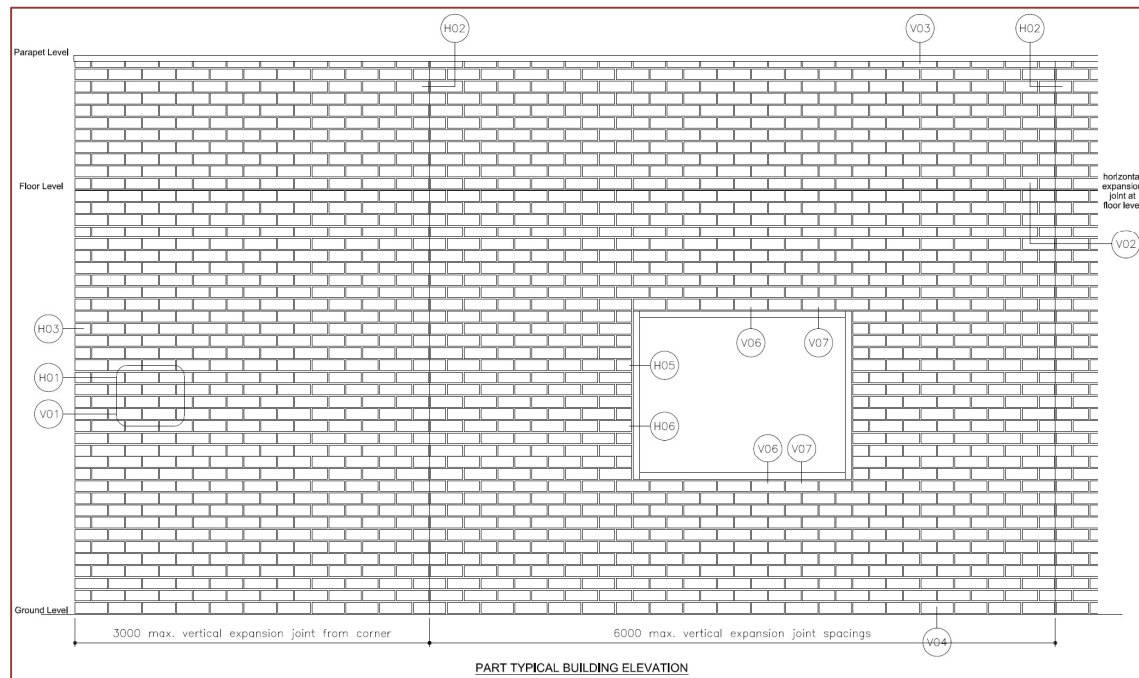 H02
V03
H02
Parapet Level
Floor Level
horizontal
expansion
joint at
floor level
V02
H03
V06
V07
H05
H01
V01
H06
V06
V07
Ground Level
3000 max. vertical expansion joint from corner
6000 max. vertical expansion joint spacings
V04
PART TYPICAL BUILDING ELEVATION